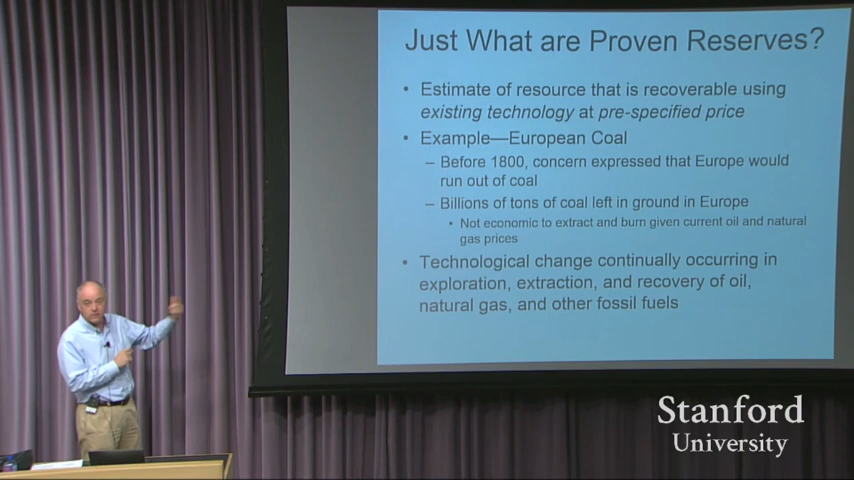 Just What are Proven Reserves?
• Estimate of resource that is recoverable using
existing technology at pre-specified price
• Example—European Coal
– Before 1800, concern expressed that Europe would
run out of coal
– Billions of tons of coal left in ground in Europe
• Not economic to extract and burn given current oil and natural
gas prices
• Technological change continually occurring in
exploration, extraction, and recovery of oil,
natural gas, and other fossil fuels
Stanford
University